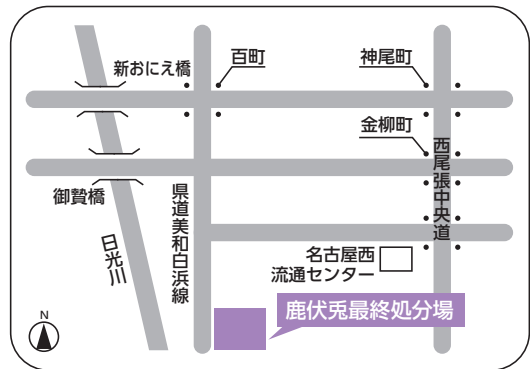 新おにえ橋
百町
神尾町
金柳町
西尾張中央道
御贄橋
県道美和白浜線
日光川
名古屋西
流通センター
鹿伏兎最終処分場
N